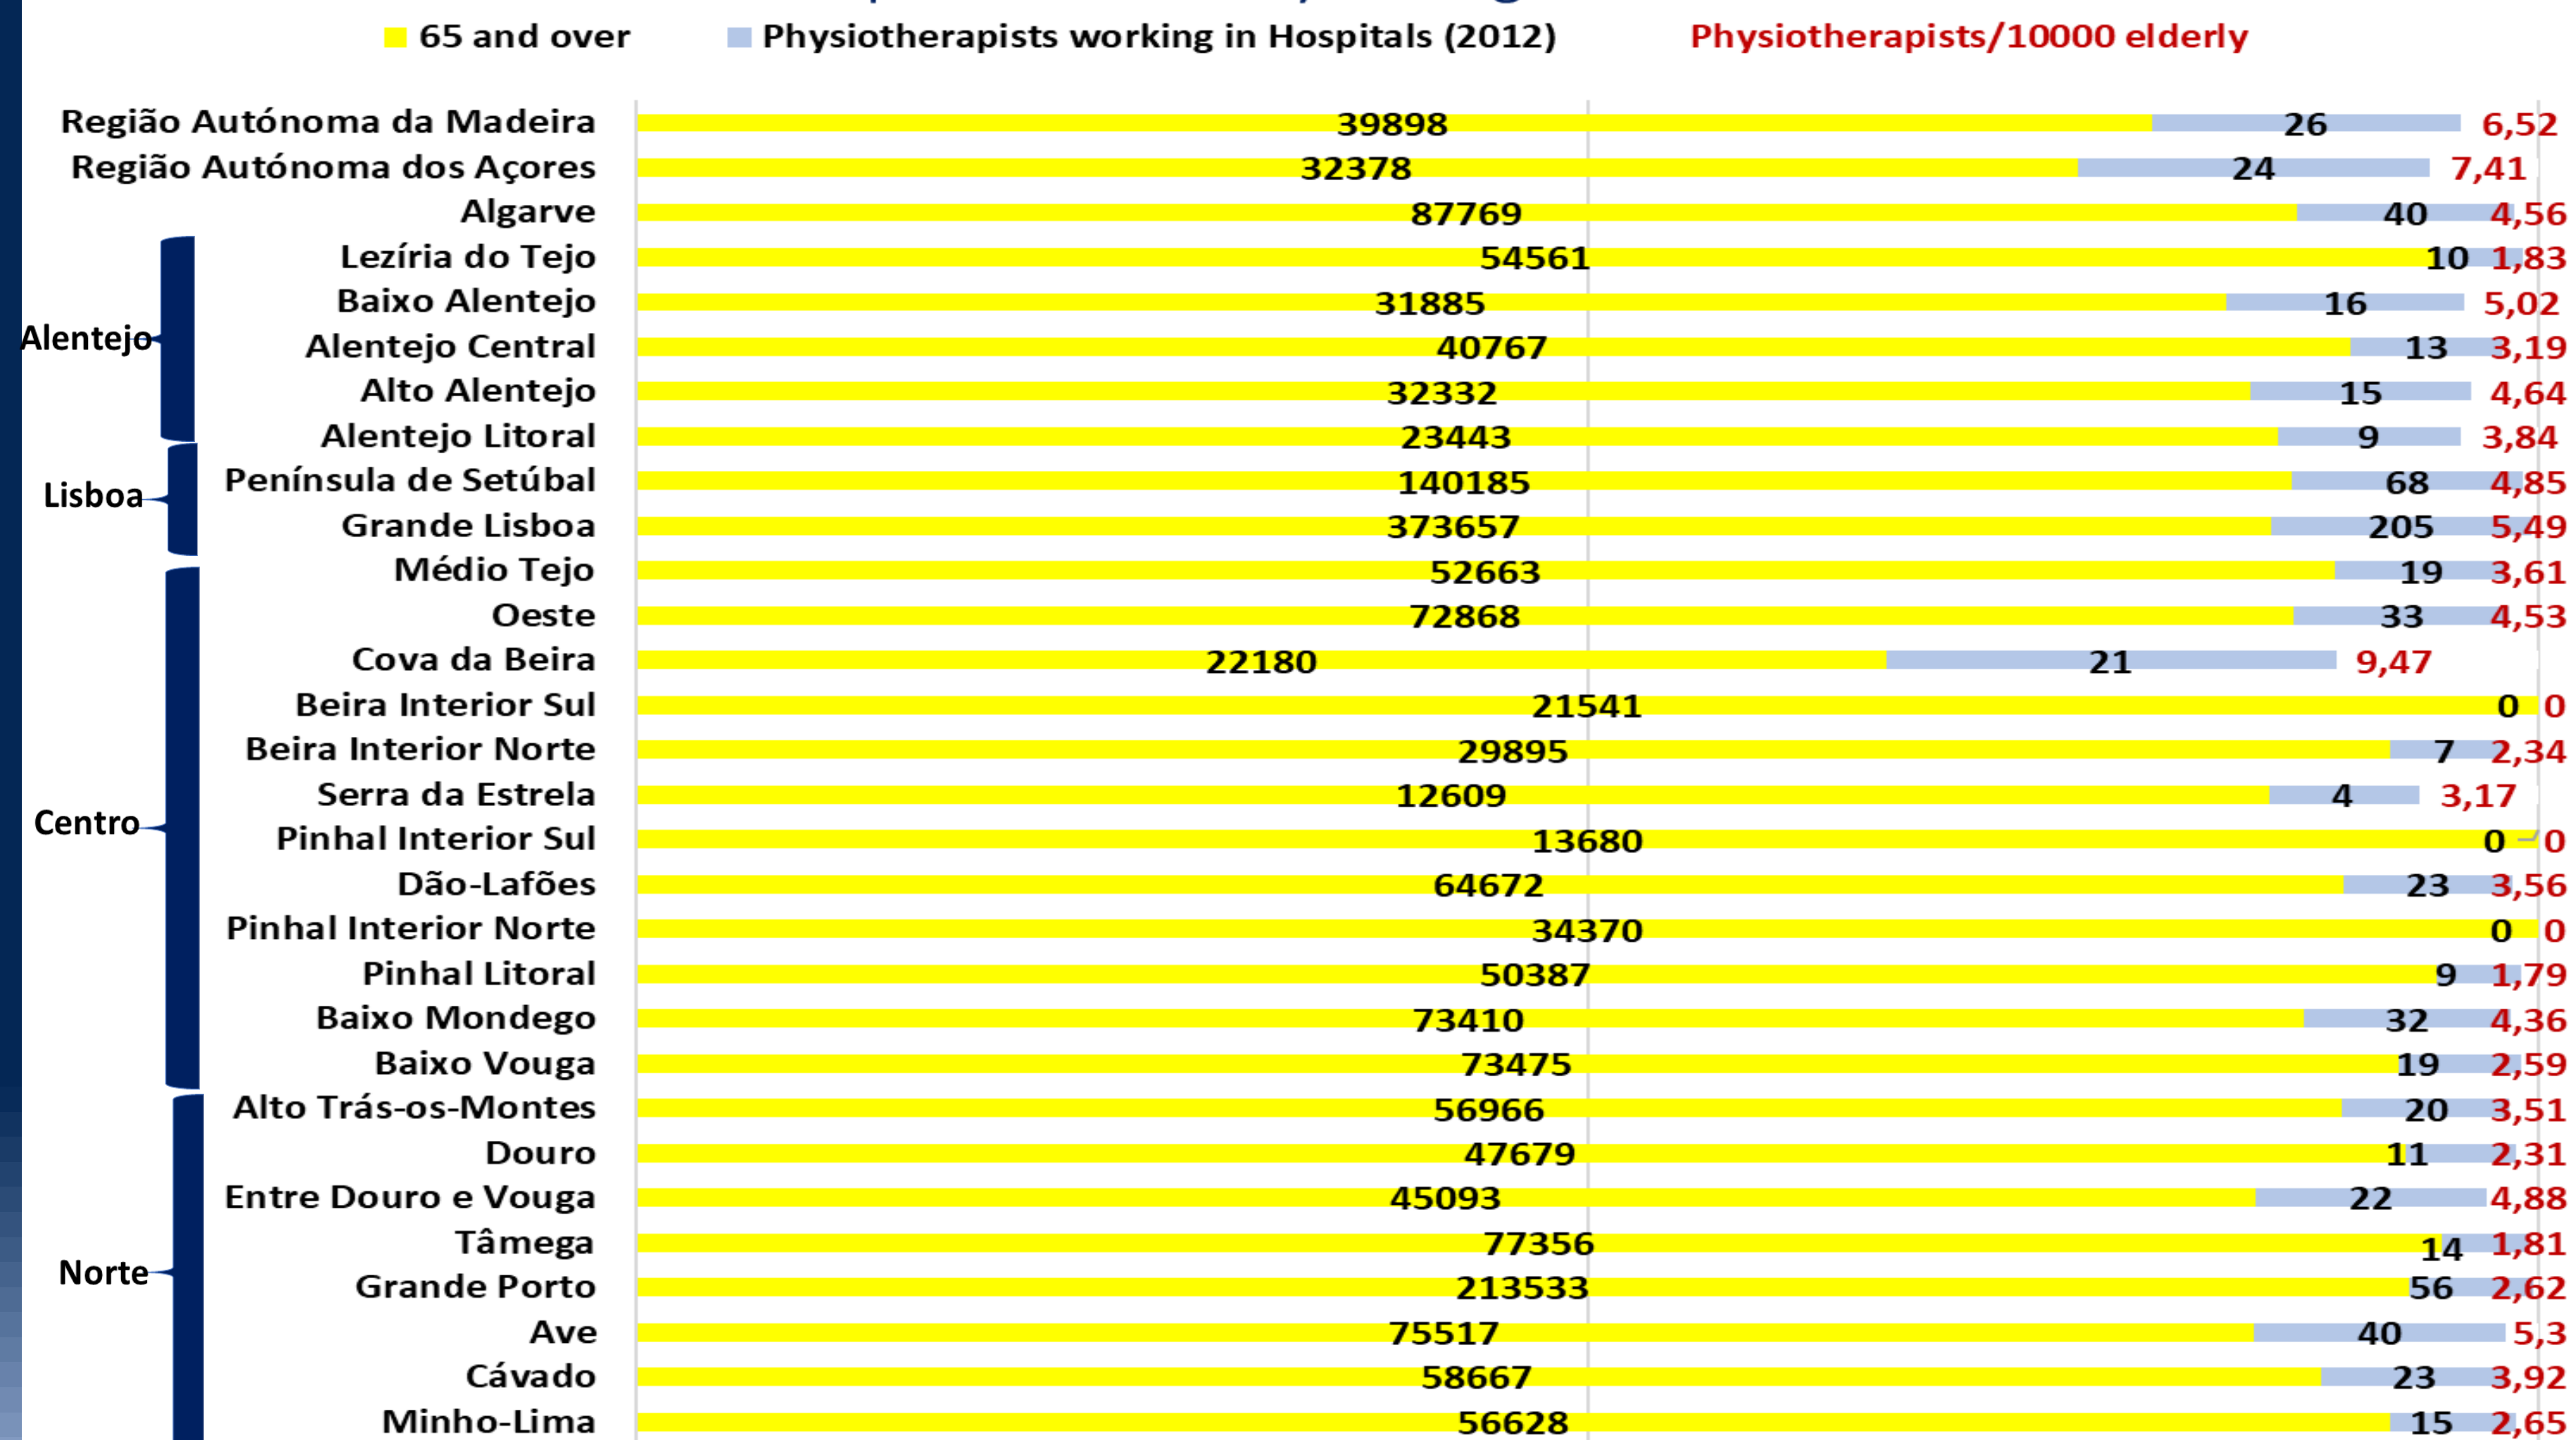 65 and over Physiotherapists working in Hospitals (2012) Physiotherapists/10000 elderly
Região Autónoma da Madeira 39898 26 6,52
Região Autónoma dos Açores 32378 24 7,41
Algarve 87769 40 4,56
Lezíria do Tejo 54561 10 1,83
Baixo Alentejo 31885 16 5,02
Alentejo
Alentejo Central 40767 13 3,19
Alto Alentejo 32332 15 4,64
Alentejo Litoral 23443 9 3,84
Península de Setúbal 140185 68 4,85
Lisboa
Grande Lisboa 373657 205 5,49
Médio Tejo 52663 19 3,61
Oeste 72868 33 4,53
Cova da Beira 22180 21 9,47
Beira Interior Sul 21541 0 0
Beira Interior Norte 29895 7 2,34
Serra da Estrela 12609 4 3,17
Centro
Pinhal Interior Sul 13680 0 0
Dão-Lafões 64672 23 3,56
Pinhal Interior Norte 34370 0 0
Pinhal Litoral 50387 9 1,79
Baixo Mondego 73410 32 4,36
Baixo Vouga 73475 19 2,59
Alto Trás-os-Montes 56966 20 3,51
Douro 47679 11 2,31
Entre Douro e Vouga 45093 22 4,88
Tâmega 77356 14 1,81
Norte
Grande Porto 213533 56 2,62
Ave 75517 40 5,3
Cávado 58667 23 3,92
Minho-Lima 56628 15 2,65